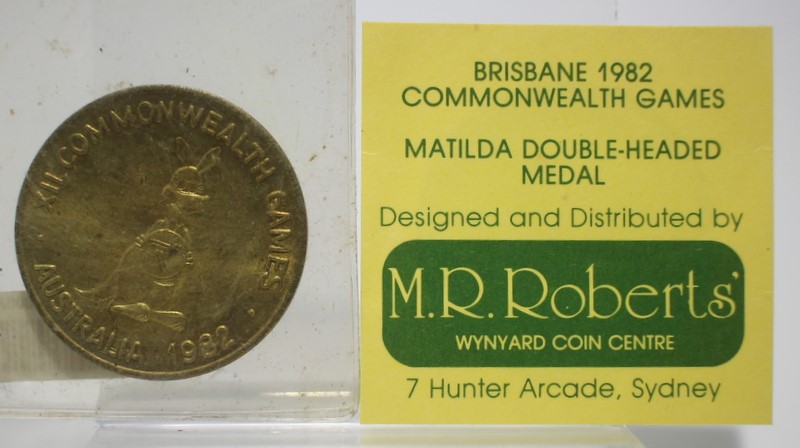 XII COMMONWEALTH GAMES
AUSTRALIA 1982
BRISBANE 1982
COMMONWEALTH GAMES
MATILDA DOUBLE-HEADED
MEDAL
Designed and Distributed by
M.R. Roberts'
WYNYARD COIN CENTRE
7 Hunter Arcade, Sydney